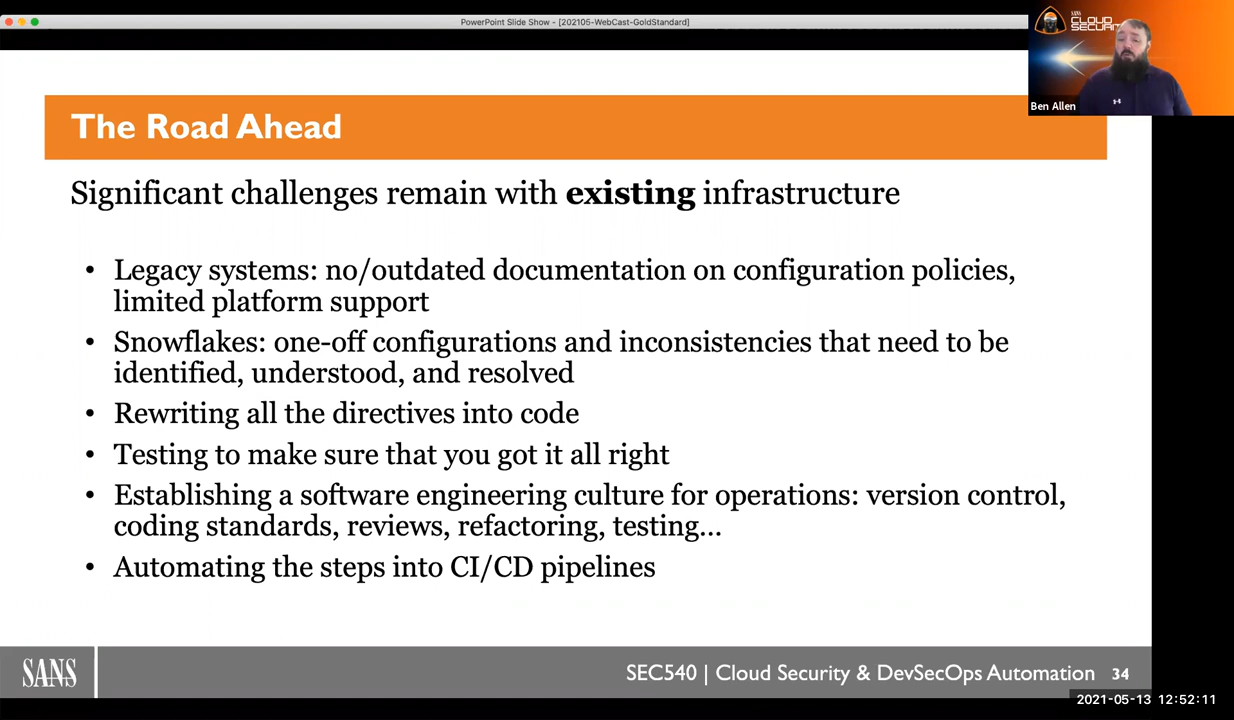 PowerPoint Slide Show - [202105-WebCast-GoldStandard]
SANS
CLOUD
SECURITY
Ben Allen
The Road Ahead
Significant challenges remain with existing infrastructure
• Legacy systems: no/outdated documentation on configuration policies,
limited platform support
• Snowflakes: one-off configurations and inconsistencies that need to be
identified, understood, and resolved
• Rewriting all the directives into code
• Testing to make sure that you got it all right
• Establishing a software engineering culture for operations: version control,
coding standards, reviews, refactoring, testing...
• Automating the steps into CI/CD pipelines
SANS
SEC540 | Cloud Security & DevSecOps Automation 34
2021-05-13 12:52:11